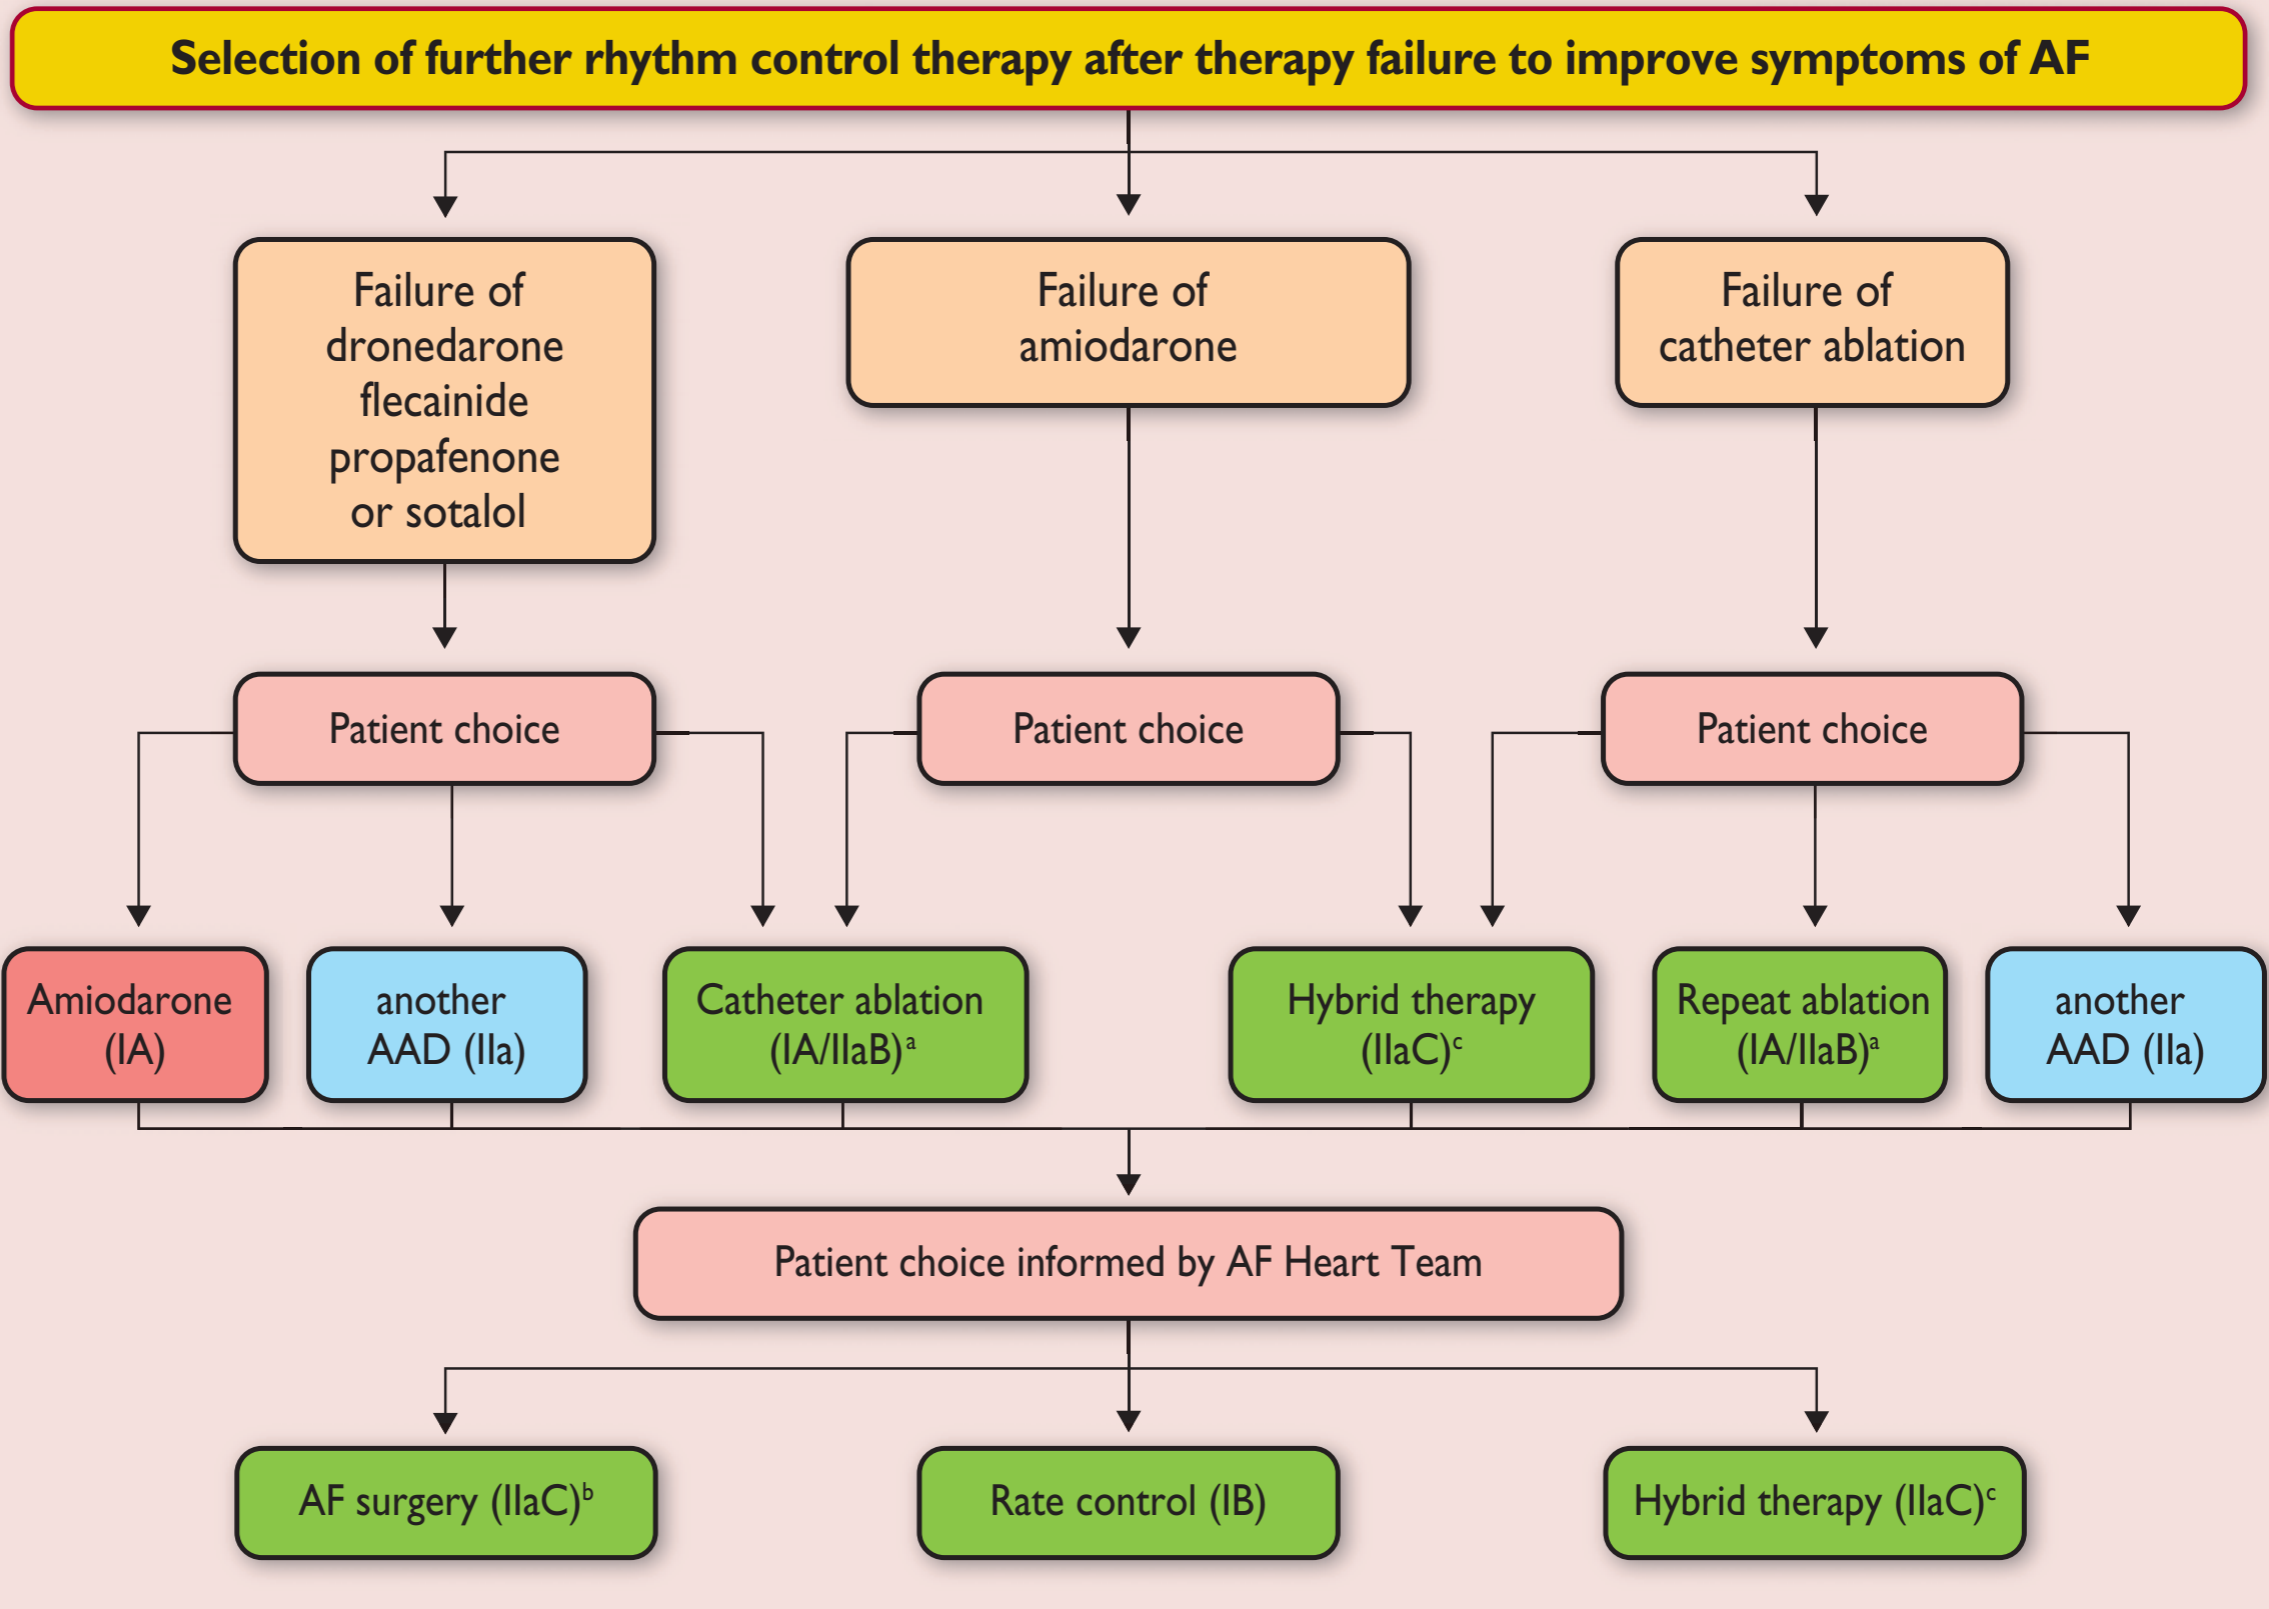 Selection of further rhythm control therapy after therapy failure to improve symptoms of AF
Failure of
dronedarone
flecainide
propafenone
or sotalol
Failure of
amiodarone
Failure of
catheter ablation
Patient choice
Patient choice
Patient choice
Amiodarone
(IA)
another
AAD (IIa)
Catheter ablation
(IA/IIaB)ᵃ
Hybrid therapy
(IIaC)ᶜ
Repeat ablation
(IA/IIaB)ᵃ
another
AAD (IIa)
Patient choice informed by AF Heart Team
AF surgery (IIaC)ᵇ
Rate control (IB)
Hybrid therapy (IIaC)ᶜ